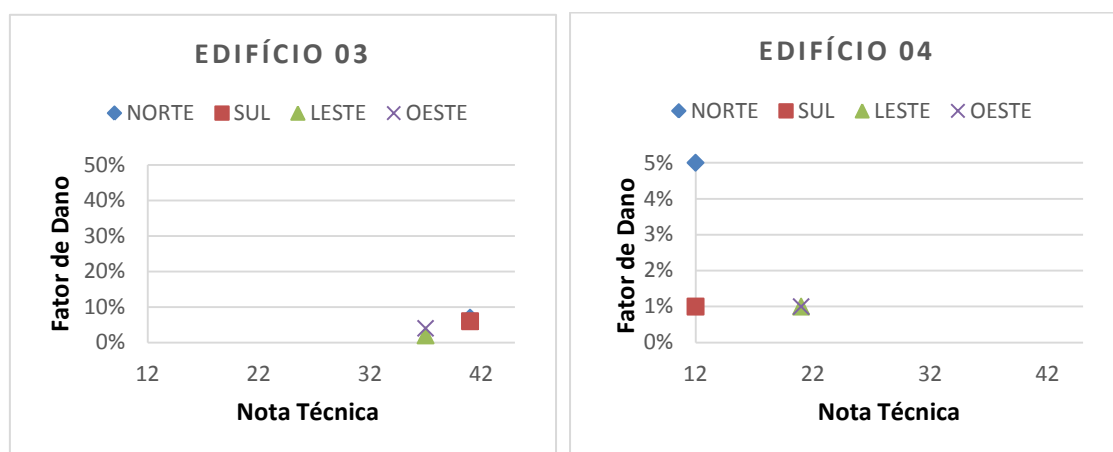 EDIFÍCIO 03
NORTE SUL LESTE OESTE
50%
40%
30%
20%
10%
0%
Fator de Dano
12 22 32 42
Nota Técnica
EDIFÍCIO 04
NORTE SUL LESTE OESTE
5%
4%
3%
2%
1%
0%
Fator de Dano
12 22 32 42
Nota Técnica